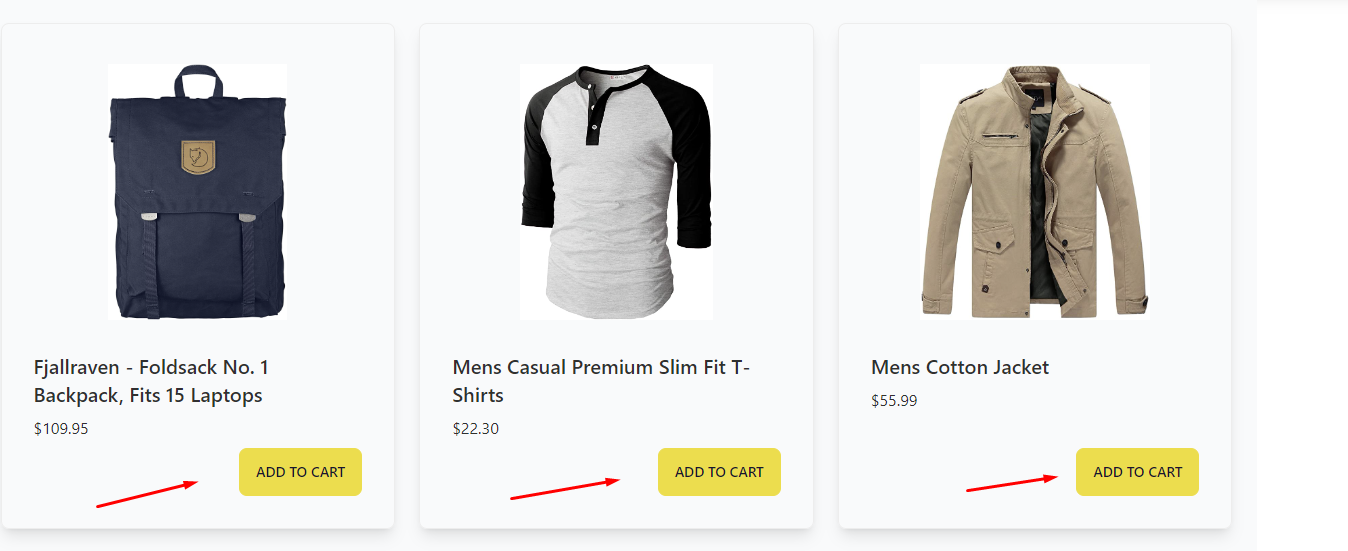 Fjallraven - Foldsack No. 1
Backpack, Fits 15 Laptops
$109.95
ADD TO CART
Mens Casual Premium Slim Fit T-
Shirts
$22.30
ADD TO CART
Mens Cotton Jacket
$55.99
ADD TO CART